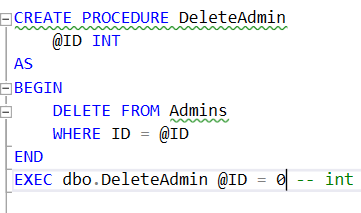 CREATE PROCEDURE DeleteAdmin
@ID INT
AS
BEGIN
DELETE FROM Admins
WHERE ID = @ID
END
EXEC dbo.DeleteAdmin @ID = 0 -- int